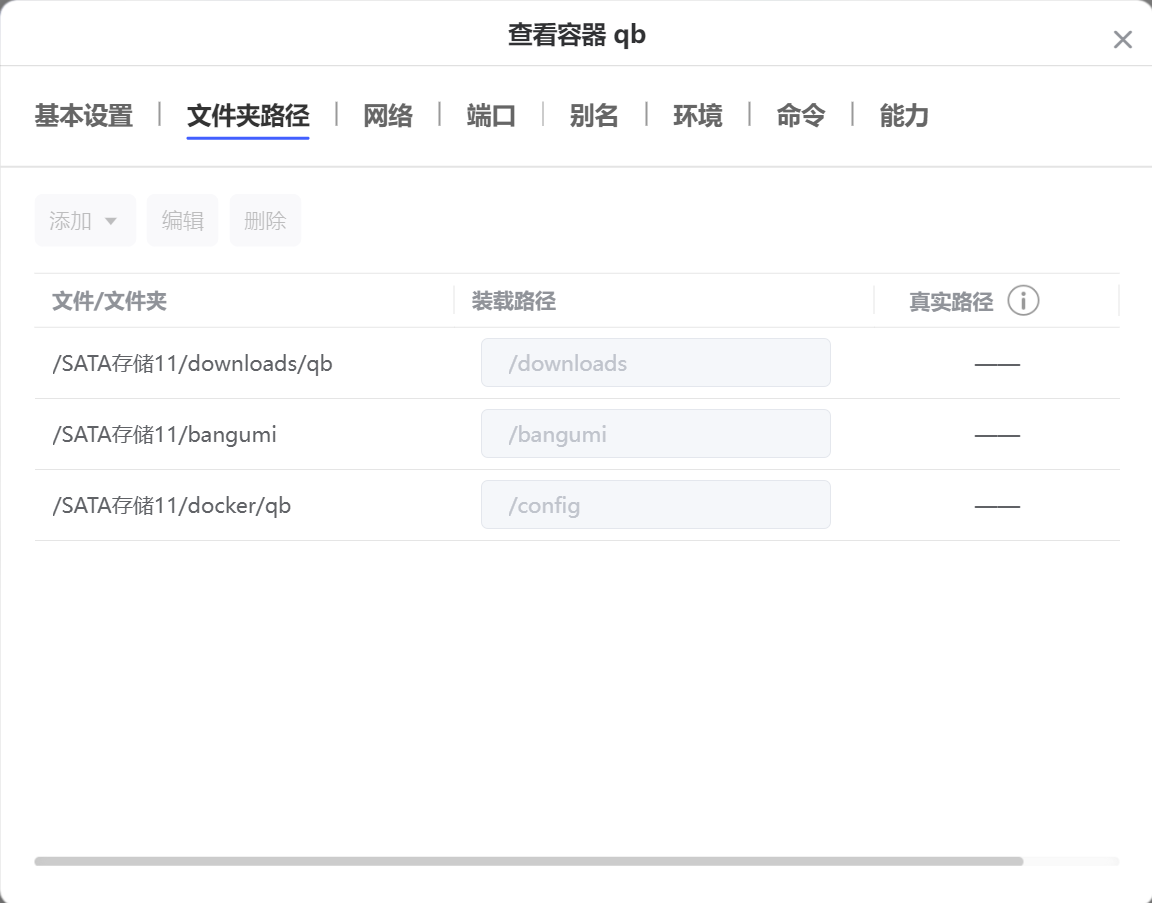 查看容器 qb
基本设置 | 文件夹路径 | 网络 | 端口 | 别名 | 环境 | 命令 | 能力
添加 编辑 删除
文件/文件夹 装载路径 真实路径
/SATA存储11/downloads/qb /downloads ——
/SATA存储11/bangumi /bangumi ——
/SATA存储11/docker/qb /config ——